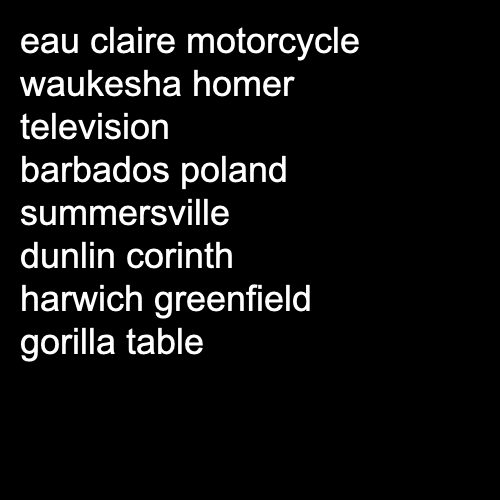 eau claire motorcycle
waukesha homer
television
barbados poland
summersville
dunlin corinth
harwich greenfield
gorilla table